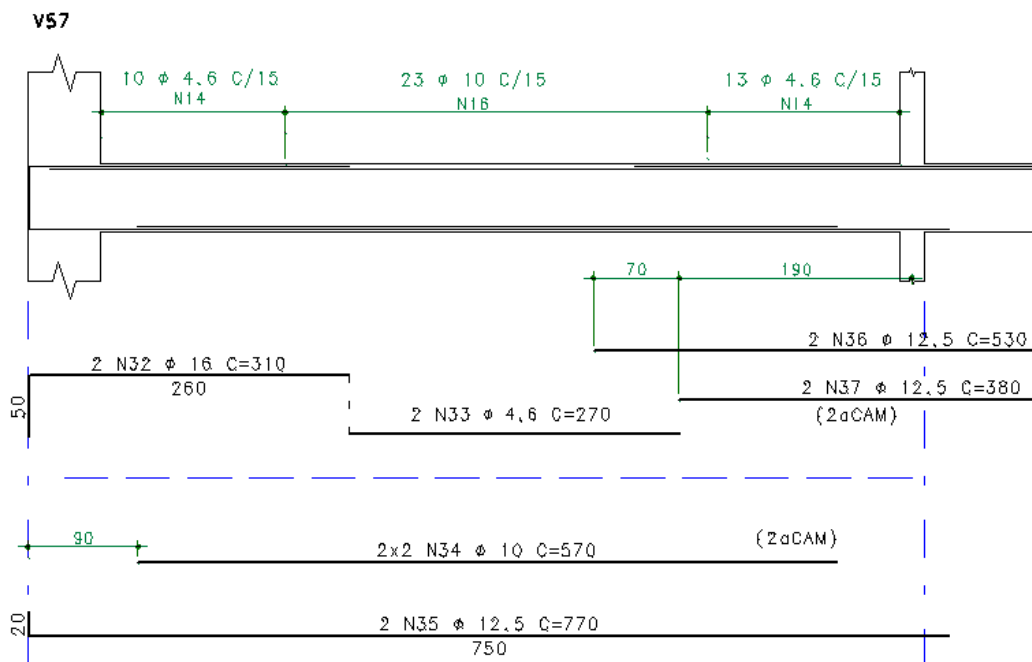 V57
10 φ 4.6 C/15
23 φ 10 C/15
13 φ 4.6 C/15
N14
N16
N14
70
190
2 N36 φ 12.5 C=530
2 N32 φ 16 C=310
260
50
2 N37 φ 12.5 C=380
(2aCAM)
2 N33 φ 4.6 C=270
90
2x2 N34 φ 10 C=570
(2aCAM)
20
2 N35 φ 12.5 C=770
750